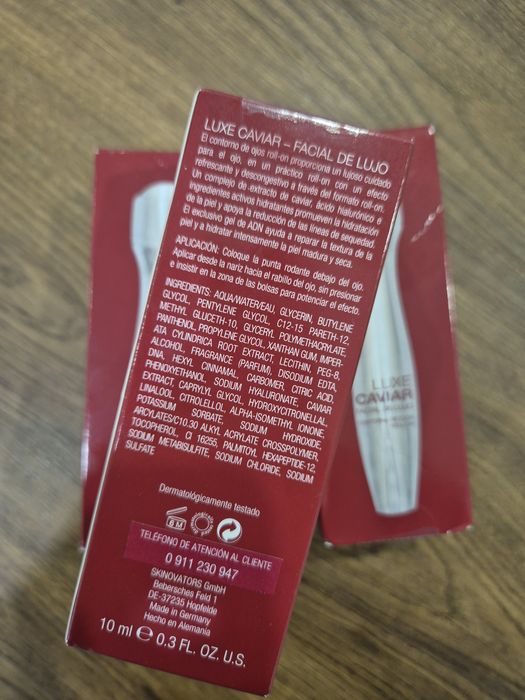 LUXE CAVIAR – FACIAL DE LUJO
El contorno de ojos roll-on proporciona un lujoso cuidado
para el ojo, en un práctico roll-on con un efecto
refrescante y descongestivo a través del formato roll-on.
Un complejo de extracto de caviar, ácido hialurónico e
ingredientes activos hidratantes promueven la hidratación
de la piel y apoya la reducción de las líneas de sequedad.
El exclusivo gel de ADN ayuda a reparar la textura de la
piel y a hidratar intensamente la piel madura y seca.
APLICACIÓN: Coloque la punta rodante debajo del ojo.
Aplicar desde la nariz hacia el rabillo del ojo, sin presionar
e insistir en la zona de las bolsas para potenciar el efecto.
INGREDIENTS: AQUA/WATER/EAU, GLYCERIN, BUTYLENE
GLYCOL, PENTYLENE GLYCOL, C12-15 PARETH-12,
METHYL GLUCETH-10, GLYCERYL POLYMETHACRYLATE,
PANTHENOL, PROPYLENE GLYCOL, XANTHAN GUM, IMPER-
ATA CYLINDRICA ROOT EXTRACT, LECITHIN, PEG-8,
ALCOHOL, FRAGRANCE (PARFUM), DISODIUM EDTA,
DNA, HEXYL CINNAMAL, CARBOMER, CITRIC ACID,
PHENOXYETHANOL, SODIUM HYALURONATE, CAVIAR
EXTRACT, CAPRYLYL GLYCOL, HYDROXYCITRONELLAL,
LINALOOL, CITRONELLOL, ALPHA-ISOMETHYL IONONE,
POTASSIUM SORBATE, SODIUM HYDROXIDE,
ARCYLATES/C10.30 ALKYL ACRYLATE CROSSPOLYMER,
TOCOPHEROL, CI 16255, PALMITOYL HEXAPEPTIDE-12,
SODIUM METABISULFITE, SODIUM CHLORIDE, SODIUM
SULFATE
Dermatológicamente testado
6 M
TELÉFONO DE ATENCIÓN AL CLIENTE
0 911 230 947
SKINOVATORS GmbH
Bebersches Feld 1
DE-37235 Hopfelde
Made in Germany
Hecho en Alemania
10 ml ℮ 0.3 FL. OZ. U.S.
LUXE
CAVIAR